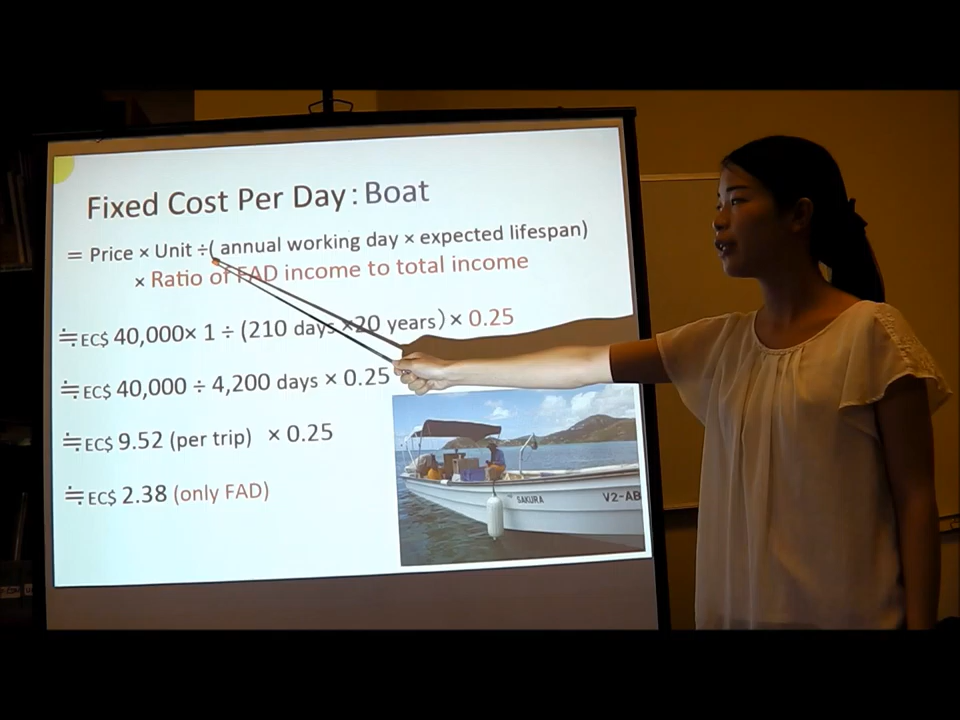 Fixed Cost Per Day : Boat
= Price × Unit ÷( annual working day × expected lifespan)
× Ratio of FAD income to total income
≒EC$ 40,000× 1 ÷ (210 days ×20 years) × 0.25
≒EC$ 40,000 ÷ 4,200 days × 0.25
≒EC$ 9.52 (per trip) × 0.25
≒EC$ 2.38 (only FAD)
SAKURA
V2-AB